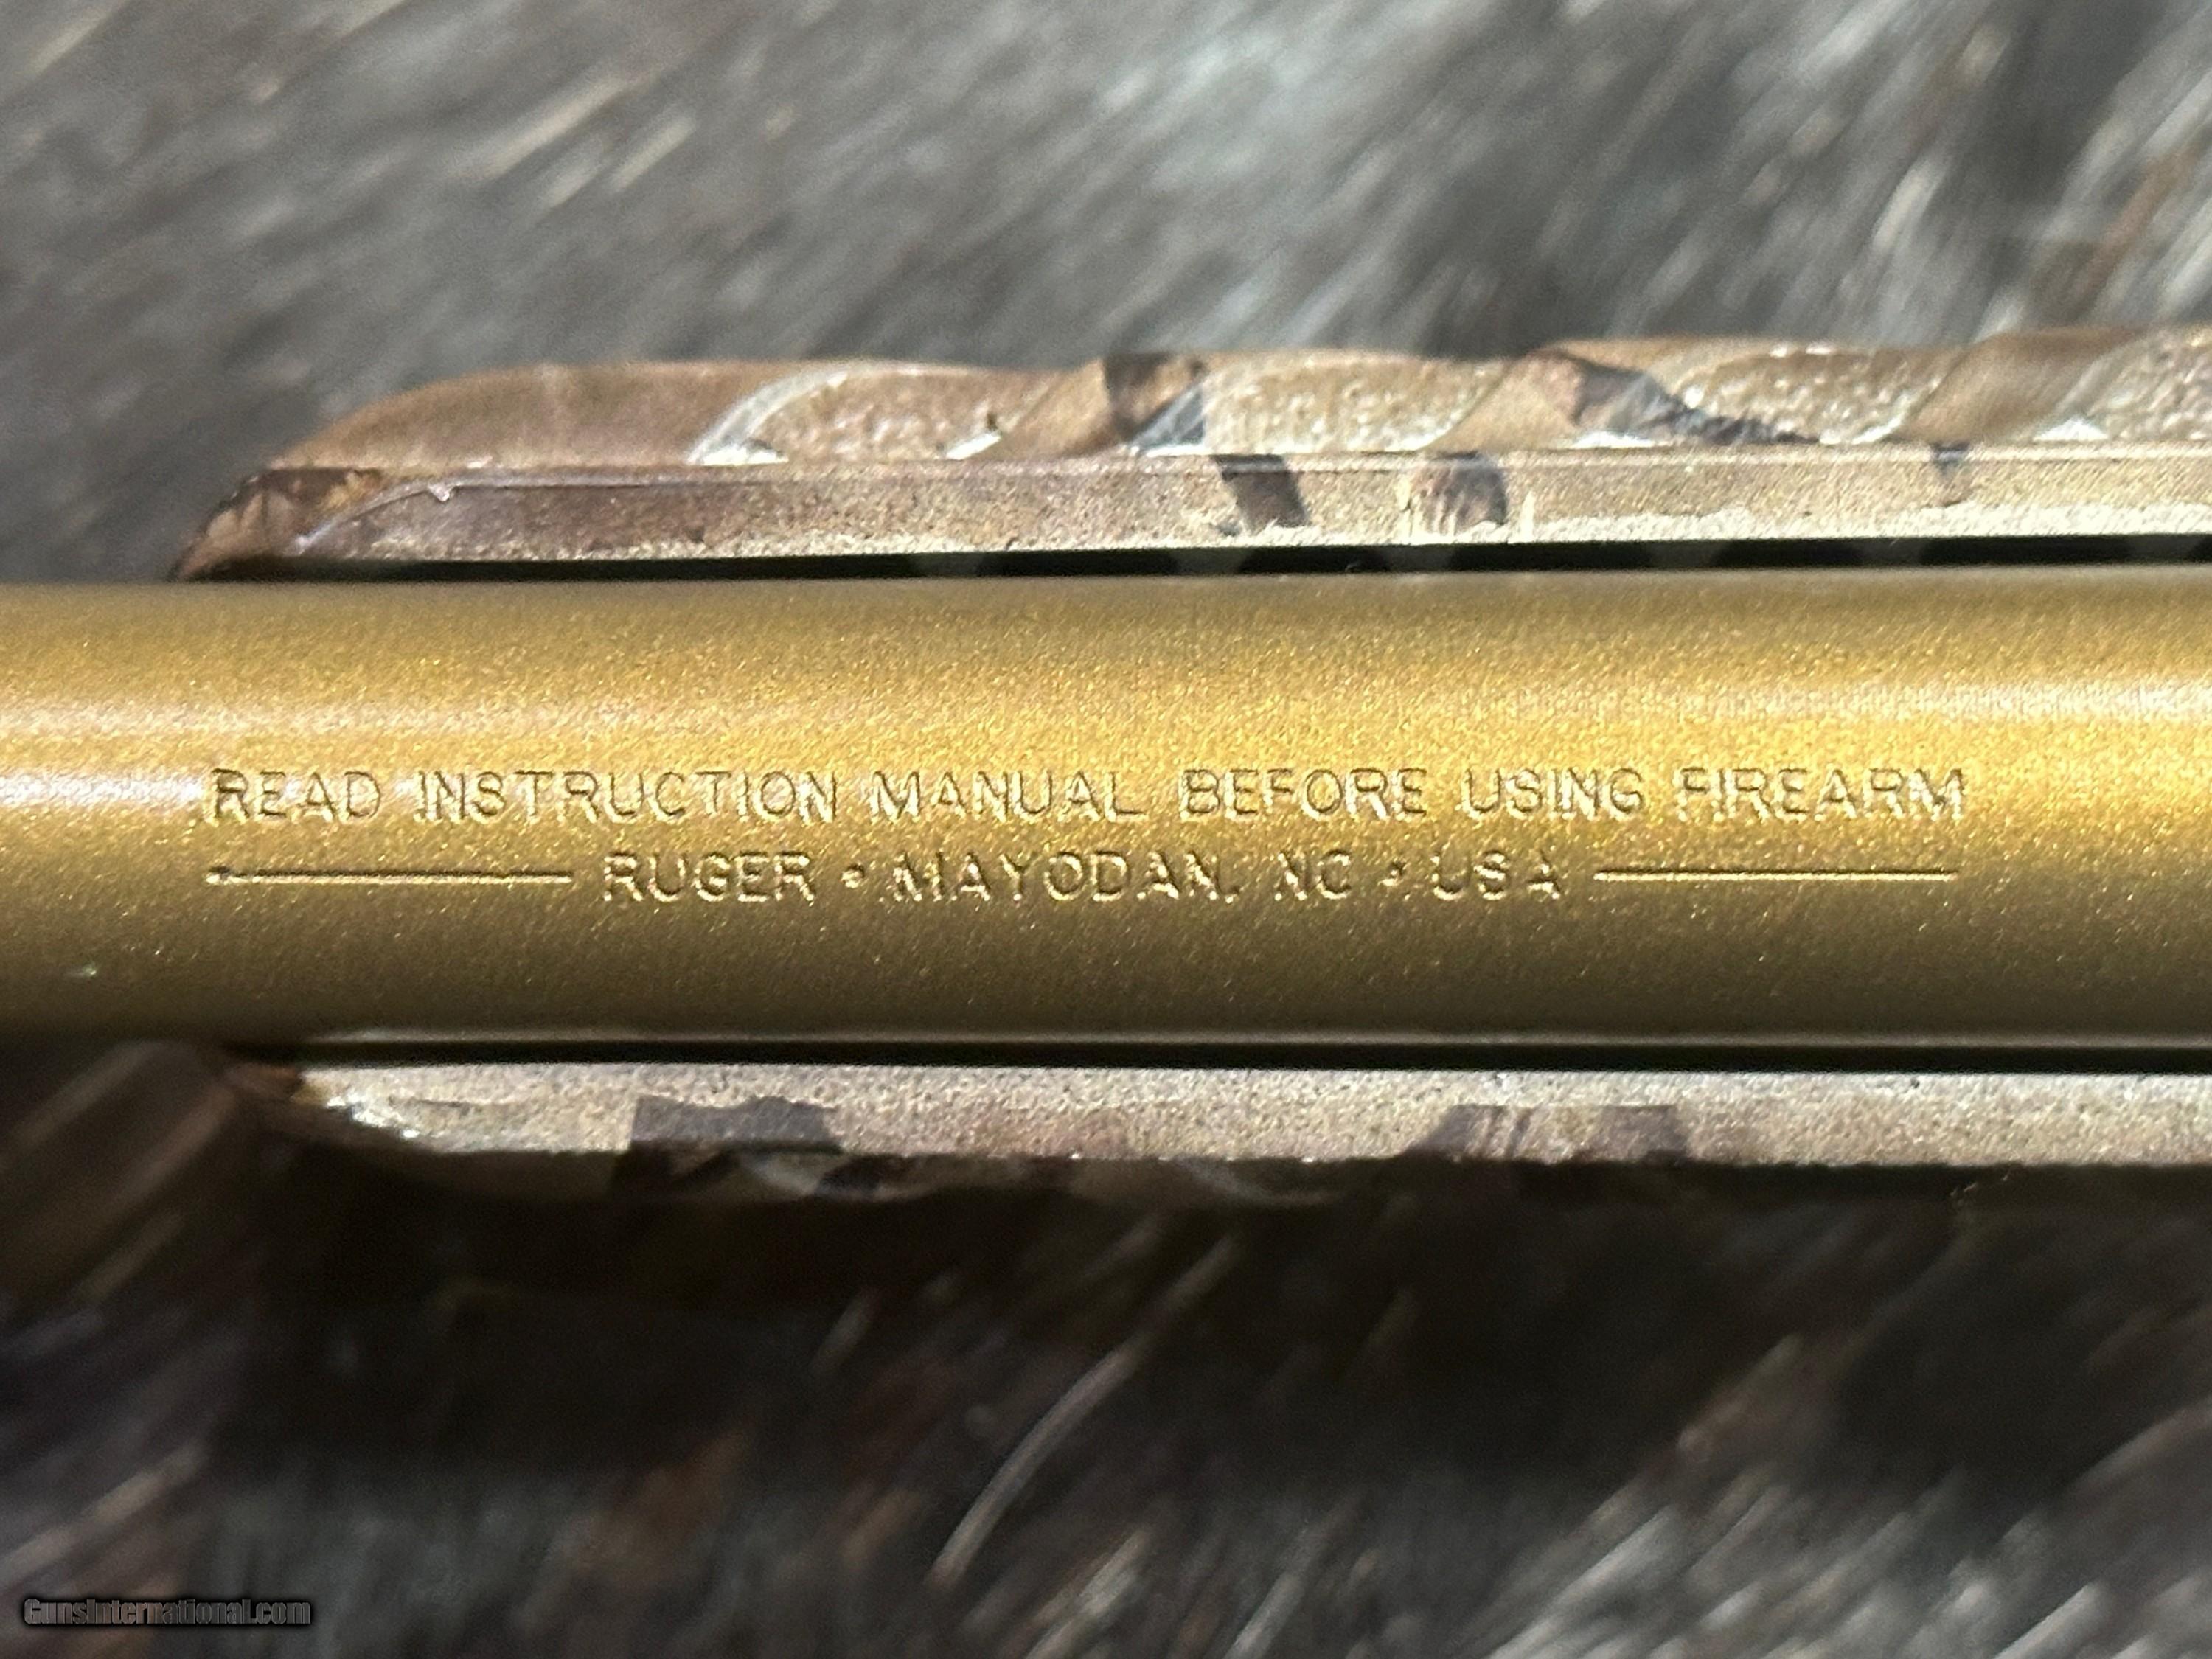 READ INSTRUCTION MANUAL BEFORE USING FIREARM
RUGER • MAYODAN, NC • USA
GunsInternational.com